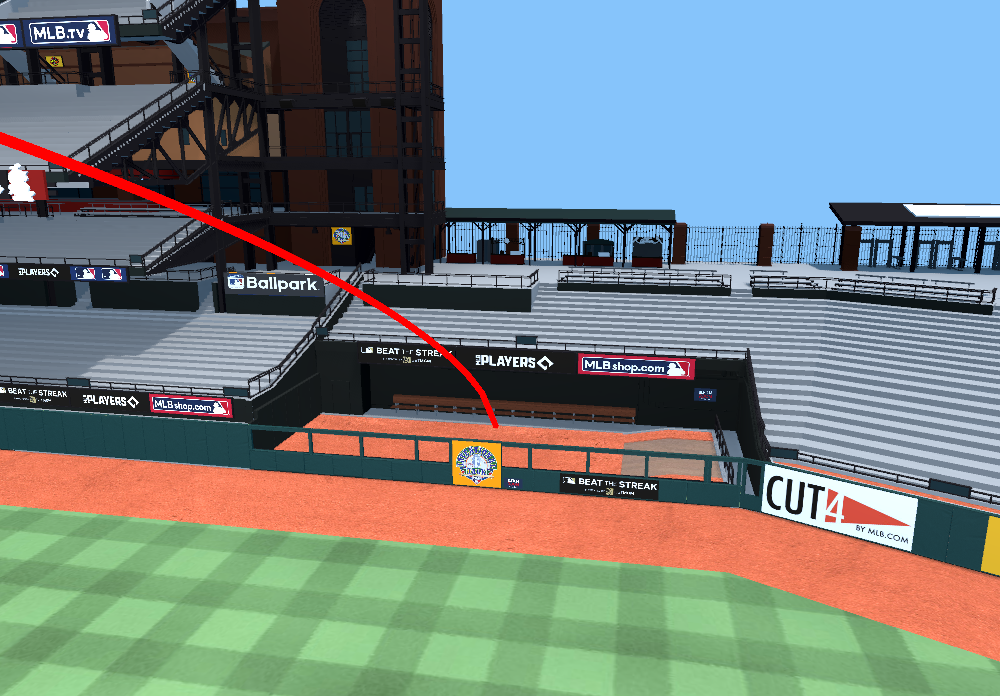 MLB.TV
PLAYERS
Ballpark
BEAT THE STREAK
PLAYERS
MLBshop.com
BEAT THE STREAK
PLAYERS
MLBshop.com
BEAT THE STREAK
CUT4
BY MLB.COM